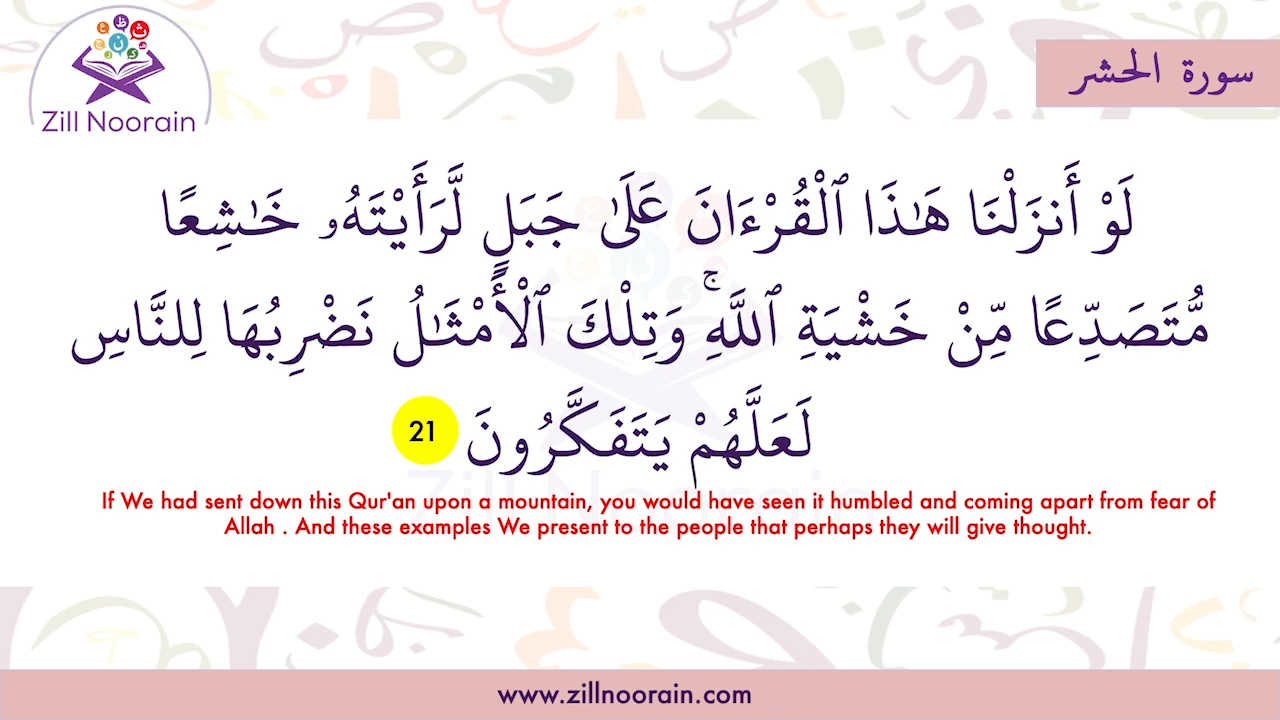 Zill Noorain
سورة الحشر
لَوْ أَنزَلْنَا هَـٰذَا ٱلْقُرْءَانَ عَلَىٰ جَبَلٍ لَّرَأَيْتَهُۥ خَـٰشِعًا
مُّتَصَدِّعًا مِّنْ خَشْيَةِ ٱللَّهِ ۚ وَتِلْكَ ٱلْأَمْثَـٰلُ نَضْرِبُهَا لِلنَّاسِ
لَعَلَّهُمْ يَتَفَكَّرُونَ 21
If We had sent down this Qur'an upon a mountain, you would have seen it humbled and coming apart from fear of
Allah . And these examples We present to the people that perhaps they will give thought.
www.zillnoorain.com